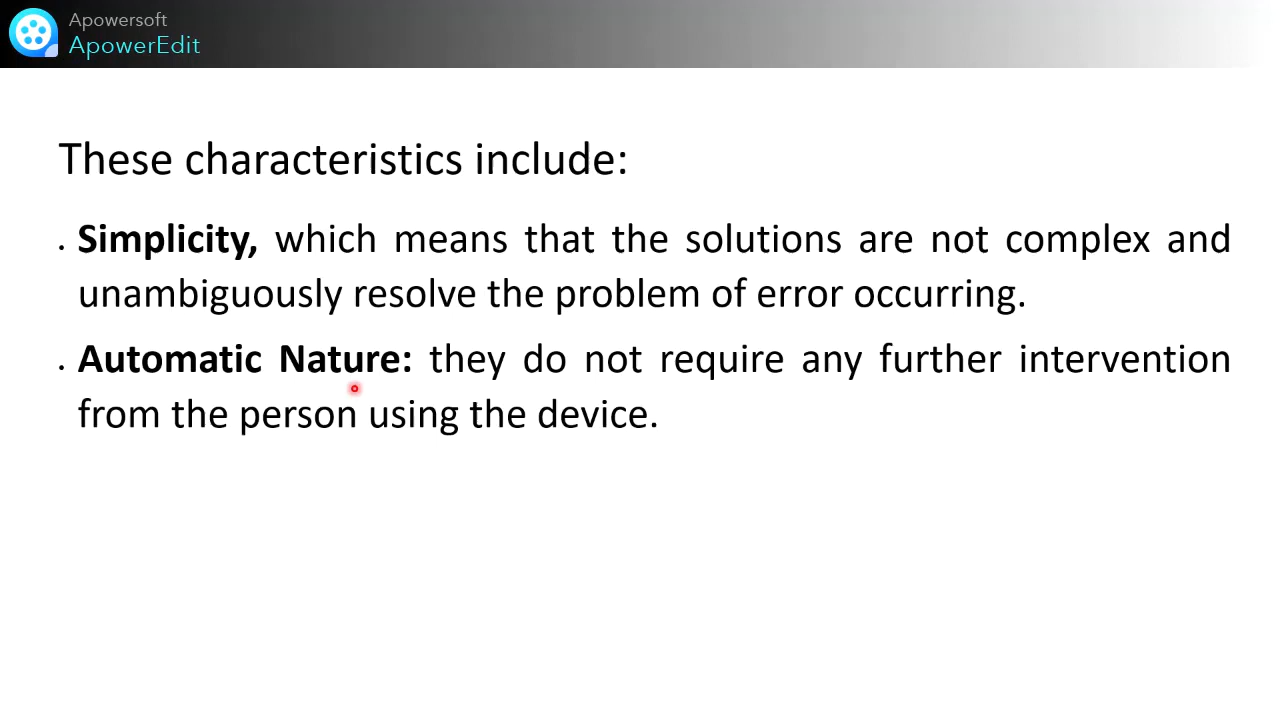 Apowersoft
ApowerEdit
These characteristics include:
• Simplicity, which means that the solutions are not complex and
unambiguously resolve the problem of error occurring.
• Automatic Nature: they do not require any further intervention
from the person using the device.